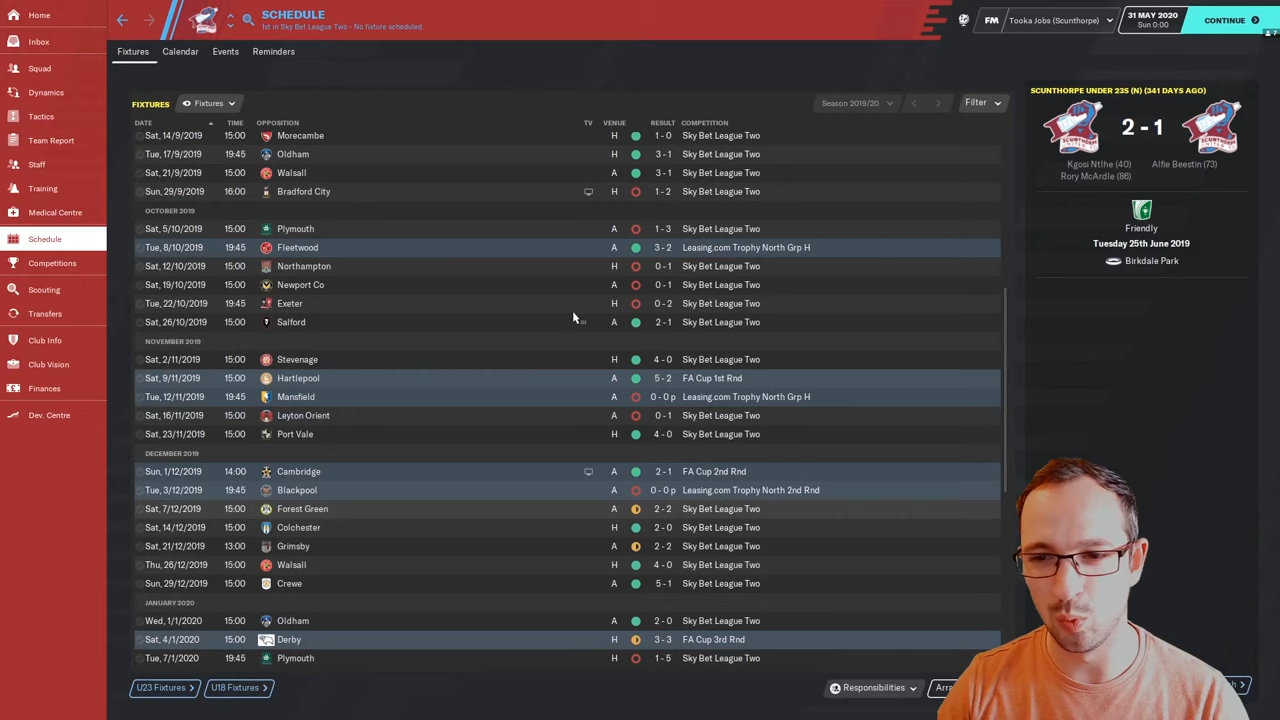 Home
SCHEDULE
1st in Sky Bet League Two - No fixture scheduled.
FM
Tooka Jobs (Scunthorpe)
31 MAY 2020
Sun 0:00
CONTINUE
7
Inbox
Squad
Dynamics
Tactics
Team Report
Staff
Training
Medical Centre
Schedule
Competitions
Scouting
Transfers
Club Info
Club Vision
Finances
Dev. Centre
Fixtures Calendar Events Reminders
FIXTURES Fixtures Season 2019/20 Filter
DATE TIME OPPOSITION TV VENUE RESULT COMPETITION
Sat, 14/9/2019 15:00 Morecambe H 1 - 0 Sky Bet League Two
Tue, 17/9/2019 19:45 Oldham H 3 - 1 Sky Bet League Two
Sat, 21/9/2019 15:00 Walsall A 3 - 1 Sky Bet League Two
Sun, 29/9/2019 16:00 Bradford City H 1 - 2 Sky Bet League Two
OCTOBER 2019
Sat, 5/10/2019 15:00 Plymouth A 1 - 3 Sky Bet League Two
Tue, 8/10/2019 19:45 Fleetwood A 3 - 2 Leasing.com Trophy North Grp H
Sat, 12/10/2019 15:00 Northampton H 0 - 1 Sky Bet League Two
Sat, 19/10/2019 15:00 Newport Co A 0 - 1 Sky Bet League Two
Tue, 22/10/2019 19:45 Exeter H 0 - 2 Sky Bet League Two
Sat, 26/10/2019 15:00 Salford A 2 - 1 Sky Bet League Two
NOVEMBER 2019
Sat, 2/11/2019 15:00 Stevenage H 4 - 0 Sky Bet League Two
Sat, 9/11/2019 15:00 Hartlepool A 5 - 2 FA Cup 1st Rnd
Tue, 12/11/2019 19:45 Mansfield A 0 - 0 p Leasing.com Trophy North Grp H
Sat, 16/11/2019 15:00 Leyton Orient A 0 - 1 Sky Bet League Two
Sat, 23/11/2019 15:00 Port Vale H 4 - 0 Sky Bet League Two
DECEMBER 2019
Sun, 1/12/2019 14:00 Cambridge A 2 - 1 FA Cup 2nd Rnd
Tue, 3/12/2019 19:45 Blackpool A 0 - 0 p Leasing.com Trophy North 2nd Rnd
Sat, 7/12/2019 15:00 Forest Green A 2 - 2 Sky Bet League Two
Sat, 14/12/2019 15:00 Colchester H 2 - 0 Sky Bet League Two
Sat, 21/12/2019 13:00 Grimsby A 2 - 2 Sky Bet League Two
Thu, 26/12/2019 15:00 Walsall H 4 - 0 Sky Bet League Two
Sun, 29/12/2019 15:00 Crewe A 5 - 1 Sky Bet League Two
JANUARY 2020
Wed, 1/1/2020 15:00 Oldham A 2 - 0 Sky Bet League Two
Sat, 4/1/2020 15:00 Derby H 3 - 3 FA Cup 3rd Rnd
Tue, 7/1/2020 19:45 Plymouth H 1 - 5 Sky Bet League Two
U23 Fixtures U18 Fixtures Responsibilities
SCUNTHORPE UNDER 23S (N) (341 DAYS AGO)
2 - 1
Kgosi Ntlhe (40) Alfie Beestin (73)
Rory McArdle (86)
Friendly
Tuesday 25th June 2019
Birkdale Park